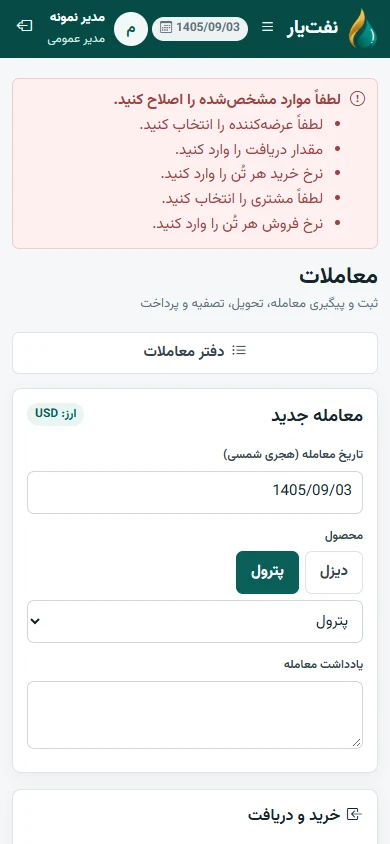 نفت‌یار
1405/09/03
م
مدیر نمونه
مدیر عمومی
لطفاً موارد مشخص‌شده را اصلاح کنید.
• لطفاً عرضه‌کننده را انتخاب کنید.
• مقدار دریافت را وارد کنید.
• نرخ خرید هر تُن را وارد کنید.
• لطفاً مشتری را انتخاب کنید.
• نرخ فروش هر تُن را وارد کنید.
معاملات
ثبت و پیگیری معامله، تحویل، تصفیه و پرداخت
دفتر معاملات
معامله جدید
ارز: USD
تاریخ معامله (هجری شمسی)
1405/09/03
محصول
دیزل
پترول
پترول
یادداشت معامله
خرید و دریافت